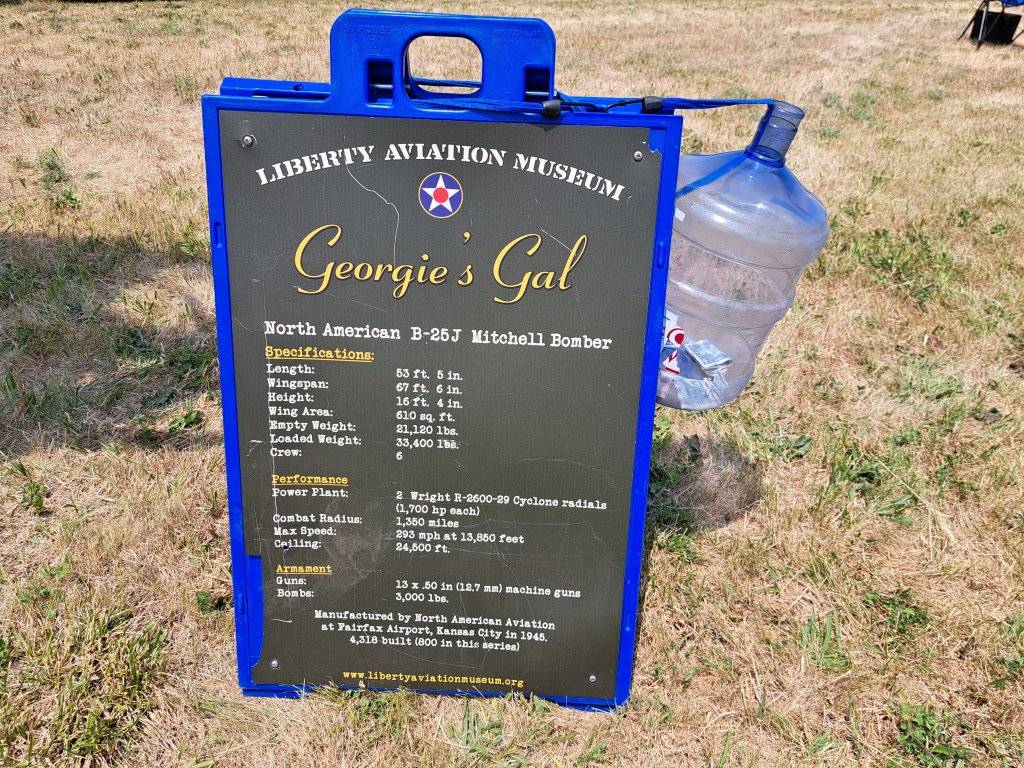 LIBERTY AVIATION MUSEUM
Georgie's Gal
North American B-25J Mitchell Bomber
Specifications:
Length: 53 ft. 5 in.
Wingspan: 67 ft. 6 in.
Height: 16 ft. 4 in.
Wing Area: 610 sq. ft.
Empty Weight: 21,120 lbs.
Loaded Weight: 33,400 lbs.
Crew: 6
Performance
Power Plant: 2 Wright R-2600-29 Cyclone radials
(1,700 hp each)
Combat Radius: 1,350 miles
Max Speed: 293 mph at 13,850 feet
Ceiling: 24,500 ft.
Armament
Guns: 13 x .50 in (12.7 mm) machine guns
Bombs: 3,000 lbs.
Manufactured by North American Aviation
at Fairfax Airport, Kansas City in 1945.
4,318 built (800 in this series)
www.libertyaviationmuseum.org